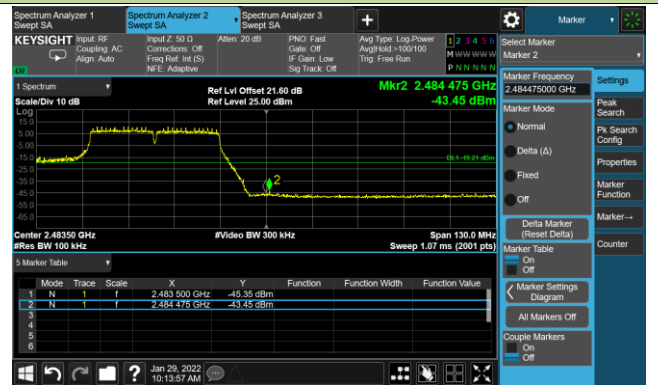 Spectrum Analyzer 1
Swept SA
Spectrum Analyzer 2
Swept SA
Spectrum Analyzer 3
Swept SA
+
Marker
KEYSIGHT
Input: RF
Coupling: AC
Align: Auto
Input Z: 50 Ω
Corrections: Off
Freq Ref: Int (S)
NFE: Adaptive
Atten: 20 dB
PNO: Fast
Gate: Off
IF Gain: Low
Sig Track: Off
Avg Type: Log-Power
Avg|Hold:>100/100
Trig: Free Run
1 2 3 4 5 6
M W W W W W
P N N N N N
LXI
Select Marker
Marker 2
1 Spectrum
Scale/Div 10 dB
Ref Lvl Offset 21.60 dB
Ref Level 25.00 dBm
Mkr2 2.484 475 GHz
-43.45 dBm
Log
15.0
5.00
-5.00
-15.0
-25.0
-35.0
-45.0
-55.0
-65.0
DL1 -19.21 dBm
2
Center 2.48350 GHz
#Res BW 100 kHz
#Video BW 300 kHz
Span 130.0 MHz
Sweep 1.07 ms (2001 pts)
5 Marker Table
Mode Trace Scale X Y Function Function Width Function Value
1 N 1 f 2.483 500 GHz -45.35 dBm
2 N 1 f 2.484 475 GHz -43.45 dBm
3
4
5
6
Marker Frequency
2.484475000 GHz
Marker Mode
Normal
Delta (Δ)
Fixed
Off
Delta Marker
(Reset Delta)
Marker Table
On
Off
Marker Settings
Diagram
All Markers Off
Couple Markers
On
Off
Settings
Peak
Search
Pk Search
Config
Properties
Marker
Function
Marker→
Counter
?
Jan 29, 2022
10:13:57 AM